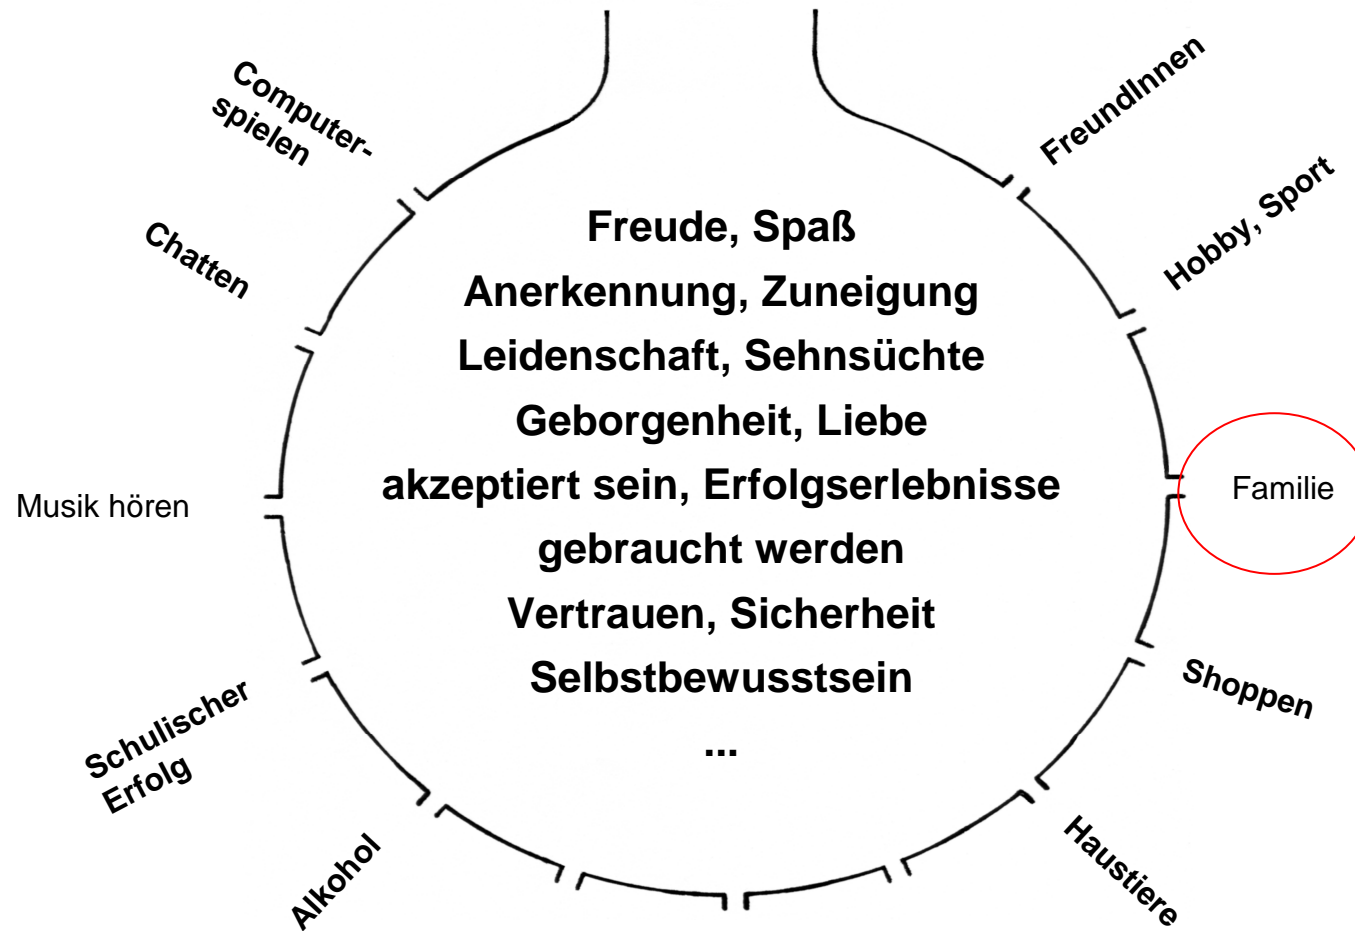 Computer-
spielen
FreundInnen
Chatten
Hobby, Sport
Freude, Spaß
Anerkennung, Zuneigung
Leidenschaft, Sehnsüchte
Geborgenheit, Liebe
akzeptiert sein, Erfolgserlebnisse
gebraucht werden
Vertrauen, Sicherheit
Selbstbewusstsein
...
Musik hören
Familie
Schulischer
Erfolg
Shoppen
Alkohol
Haustiere